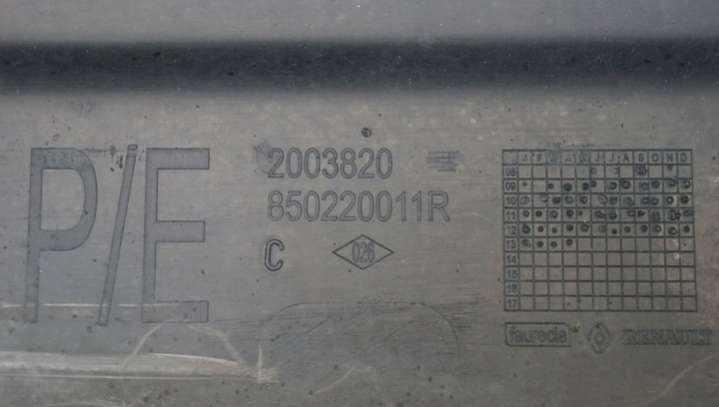 P/E
2003820
850220011R
C
026
J F M A M J J A S O N D
08
09
10
11
12
13
14
15
16
17
faurecia RENAULT